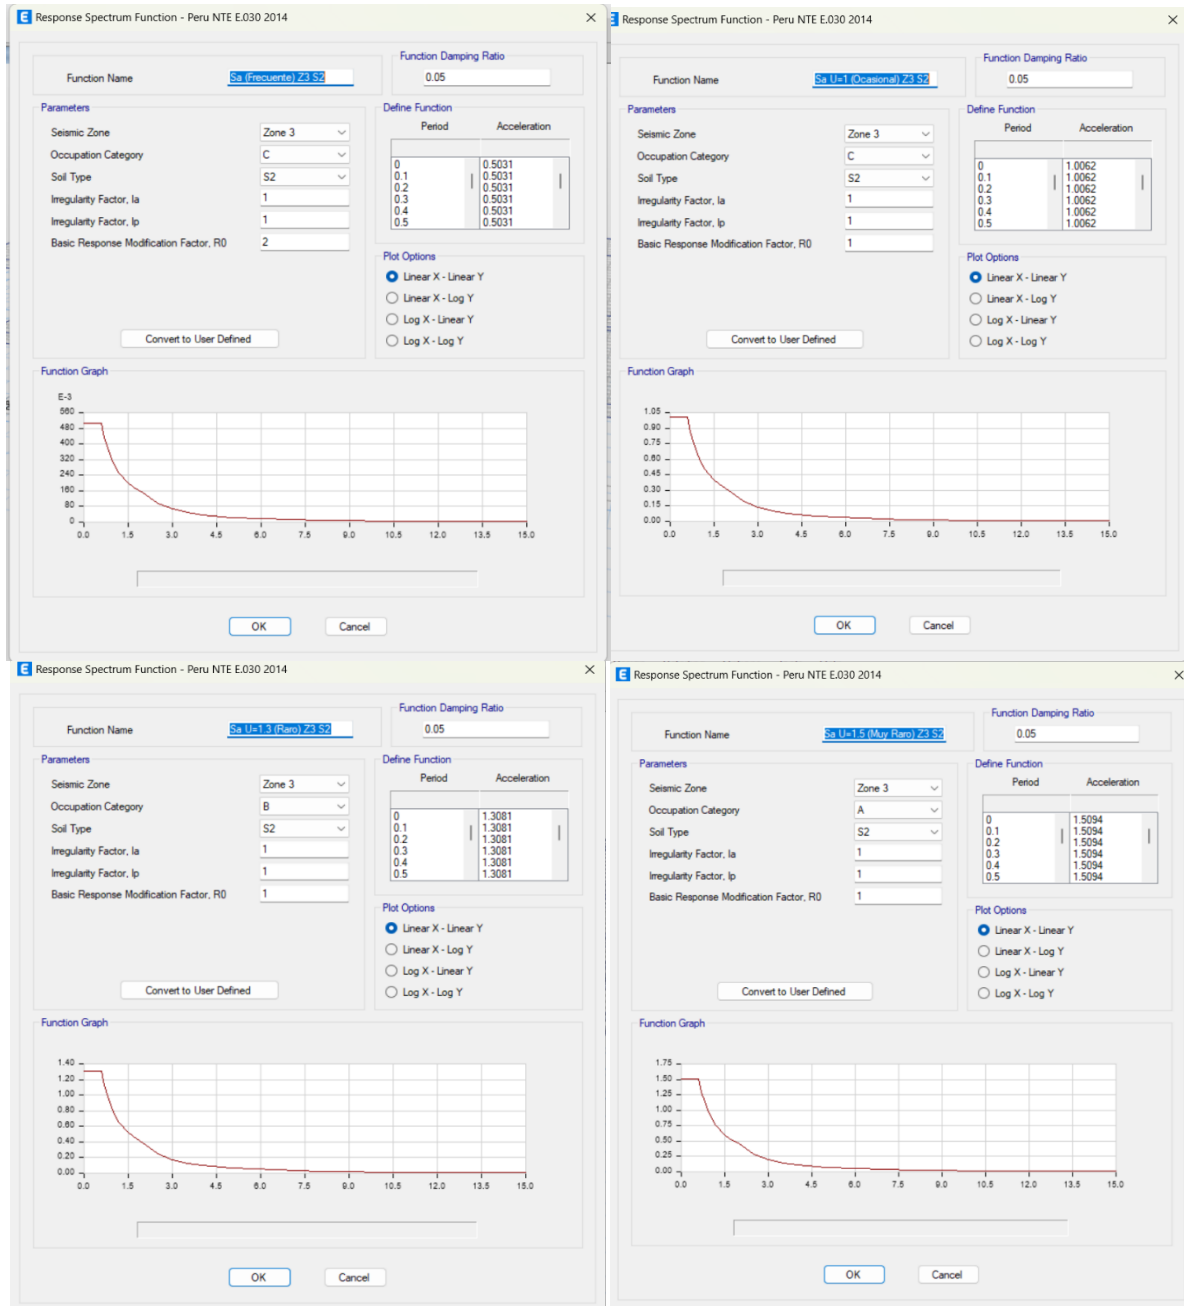 E Response Spectrum Function - Peru NTE E.030 2014
Function Name
Sa (Frecuente) Z3 S2
Function Damping Ratio
0.05
Parameters
Seismic Zone
Zone 3
Occupation Category
C
Soil Type
S2
Irregularity Factor, Ia
1
Irregularity Factor, Ip
1
Basic Response Modification Factor, R0
2
Convert to User Defined
Define Function
Period Acceleration
0 0.5031
0.1 0.5031
0.2 0.5031
0.3 0.5031
0.4 0.5031
0.5 0.5031
Plot Options
Linear X - Linear Y
Linear X - Log Y
Log X - Linear Y
Log X - Log Y
Function Graph
E-3
560
480
400
320
240
160
80
0
0.0 1.5 3.0 4.5 6.0 7.5 9.0 10.5 12.0 13.5 15.0
OK Cancel
E Response Spectrum Function - Peru NTE E.030 2014
Function Name
Sa U=1 (Ocasional) Z3 S2
Function Damping Ratio
0.05
Parameters
Seismic Zone
Zone 3
Occupation Category
C
Soil Type
S2
Irregularity Factor, Ia
1
Irregularity Factor, Ip
1
Basic Response Modification Factor, R0
1
Convert to User Defined
Define Function
Period Acceleration
0 1.0062
0.1 1.0062
0.2 1.0062
0.3 1.0062
0.4 1.0062
0.5 1.0062
Plot Options
Linear X - Linear Y
Linear X - Log Y
Log X - Linear Y
Log X - Log Y
Function Graph
1.05
0.90
0.75
0.60
0.45
0.30
0.15
0.00
0.0 1.5 3.0 4.5 6.0 7.5 9.0 10.5 12.0 13.5 15.0
OK Cancel
E Response Spectrum Function - Peru NTE E.030 2014
Function Name
Sa U=1.3 (Raro) Z3 S2
Function Damping Ratio
0.05
Parameters
Seismic Zone
Zone 3
Occupation Category
B
Soil Type
S2
Irregularity Factor, Ia
1
Irregularity Factor, Ip
1
Basic Response Modification Factor, R0
1
Convert to User Defined
Define Function
Period Acceleration
0 1.3081
0.1 1.3081
0.2 1.3081
0.3 1.3081
0.4 1.3081
0.5 1.3081
Plot Options
Linear X - Linear Y
Linear X - Log Y
Log X - Linear Y
Log X - Log Y
Function Graph
1.40
1.20
1.00
0.80
0.60
0.40
0.20
0.00
0.0 1.5 3.0 4.5 6.0 7.5 9.0 10.5 12.0 13.5 15.0
OK Cancel
E Response Spectrum Function - Peru NTE E.030 2014
Function Name
Sa U=1.5 (Muy Raro) Z3 S2
Function Damping Ratio
0.05
Parameters
Seismic Zone
Zone 3
Occupation Category
A
Soil Type
S2
Irregularity Factor, Ia
1
Irregularity Factor, Ip
1
Basic Response Modification Factor, R0
1
Convert to User Defined
Define Function
Period Acceleration
0 1.5094
0.1 1.5094
0.2 1.5094
0.3 1.5094
0.4 1.5094
0.5 1.5094
Plot Options
Linear X - Linear Y
Linear X - Log Y
Log X - Linear Y
Log X - Log Y
Function Graph
1.75
1.50
1.25
1.00
0.75
0.50
0.25
0.00
0.0 1.5 3.0 4.5 6.0 7.5 9.0 10.5 12.0 13.5 15.0
OK Cancel